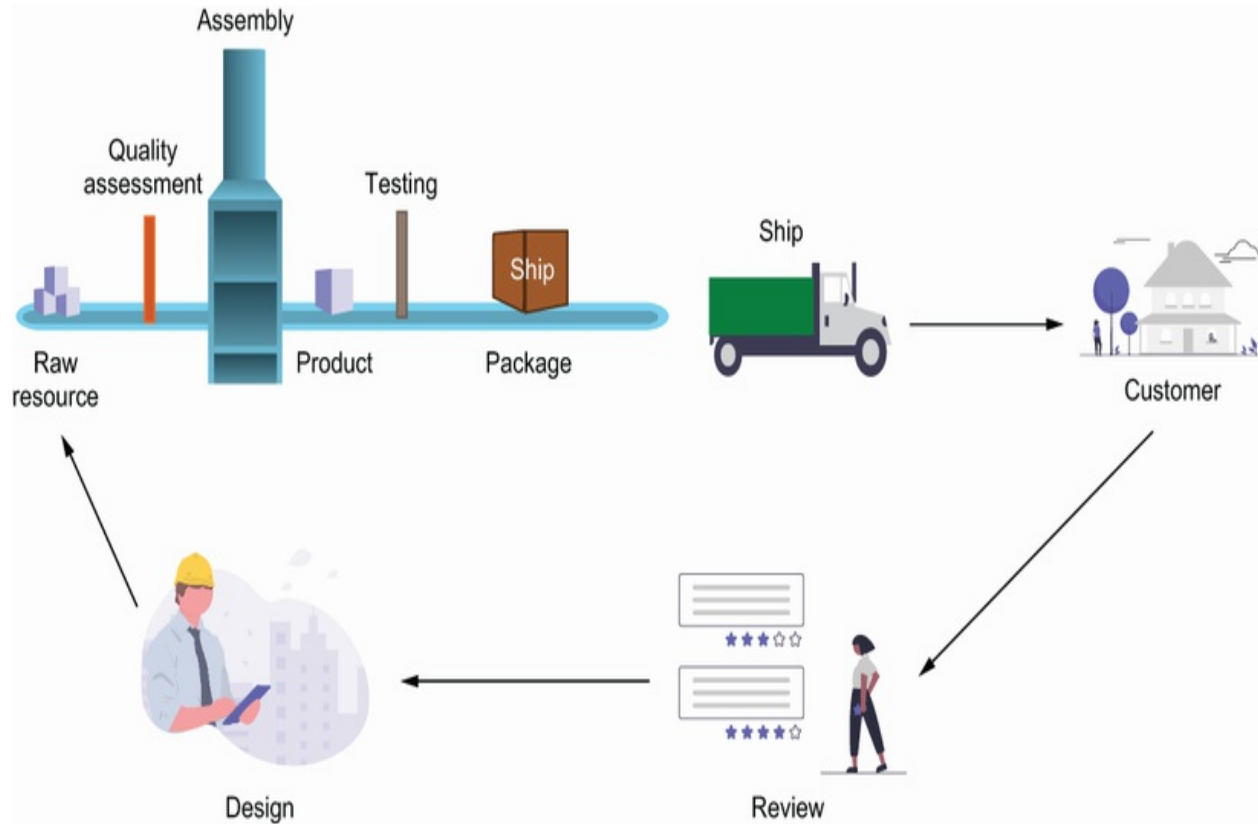 Assembly
Quality
assessment
Testing
Ship
Ship
Raw
resource
Product
Package
Customer
Design
Review